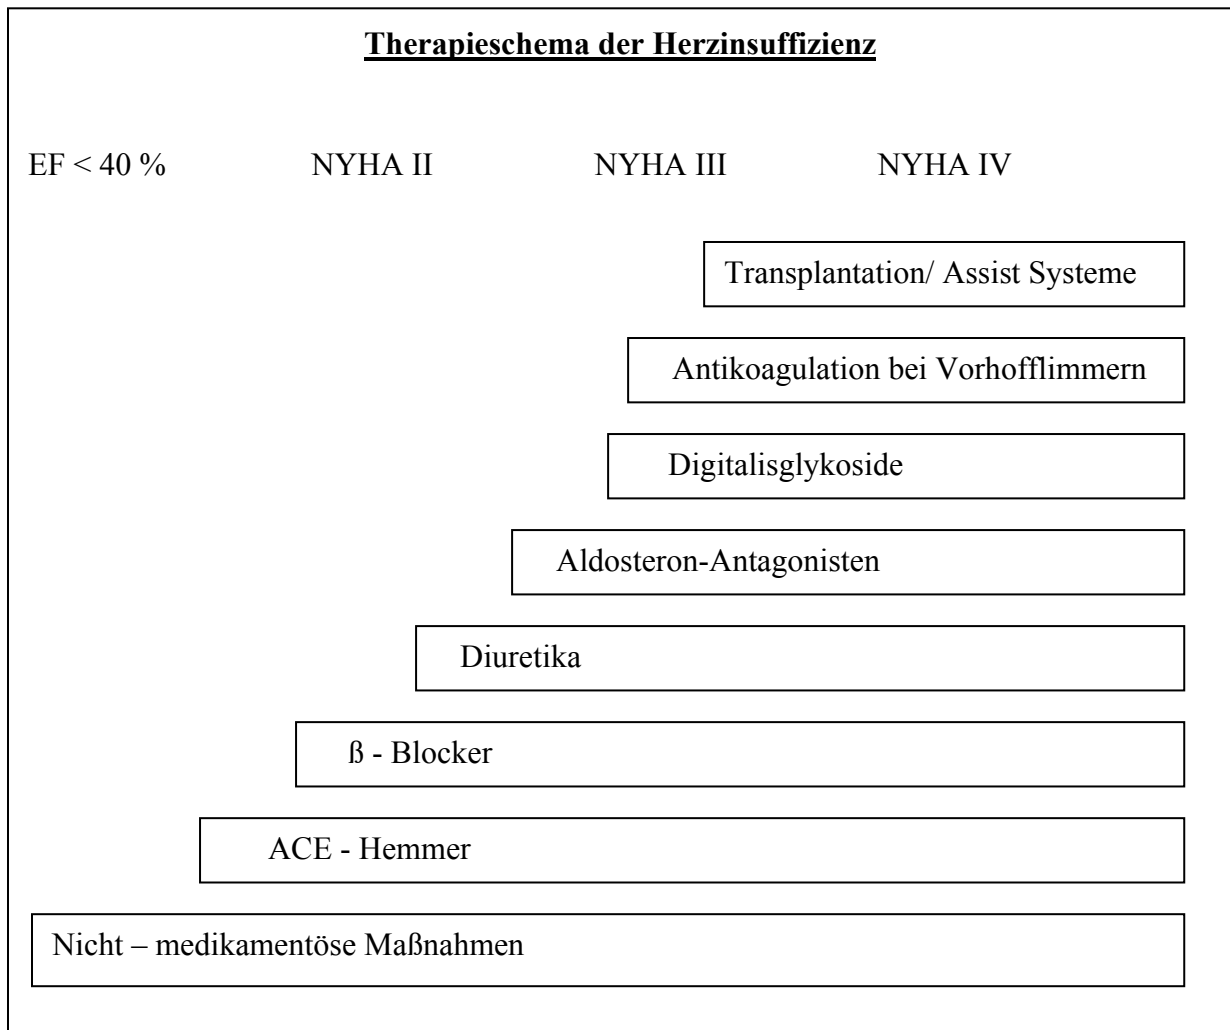 Therapieschema der Herzinsuffizienz
EF < 40 % NYHA II NYHA III NYHA IV
Transplantation/ Assist Systeme
Antikoagulation bei Vorhofflimmern
Digitalisglykoside
Aldosteron-Antagonisten
Diuretika
ß - Blocker
ACE - Hemmer
Nicht – medikamentöse Maßnahmen